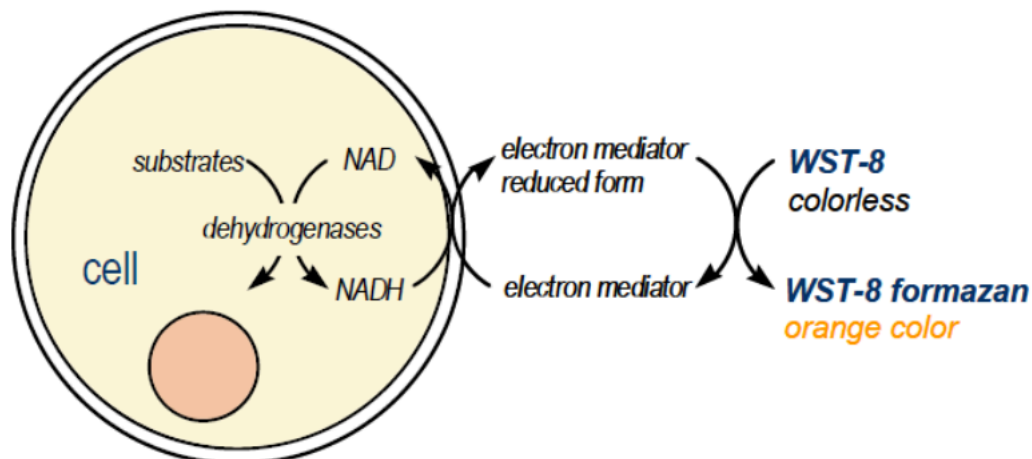 substrates
NAD
dehydrogenases
NADH
cell
electron mediator
reduced form
electron mediator
WST-8
colorless
WST-8 formazan
orange color